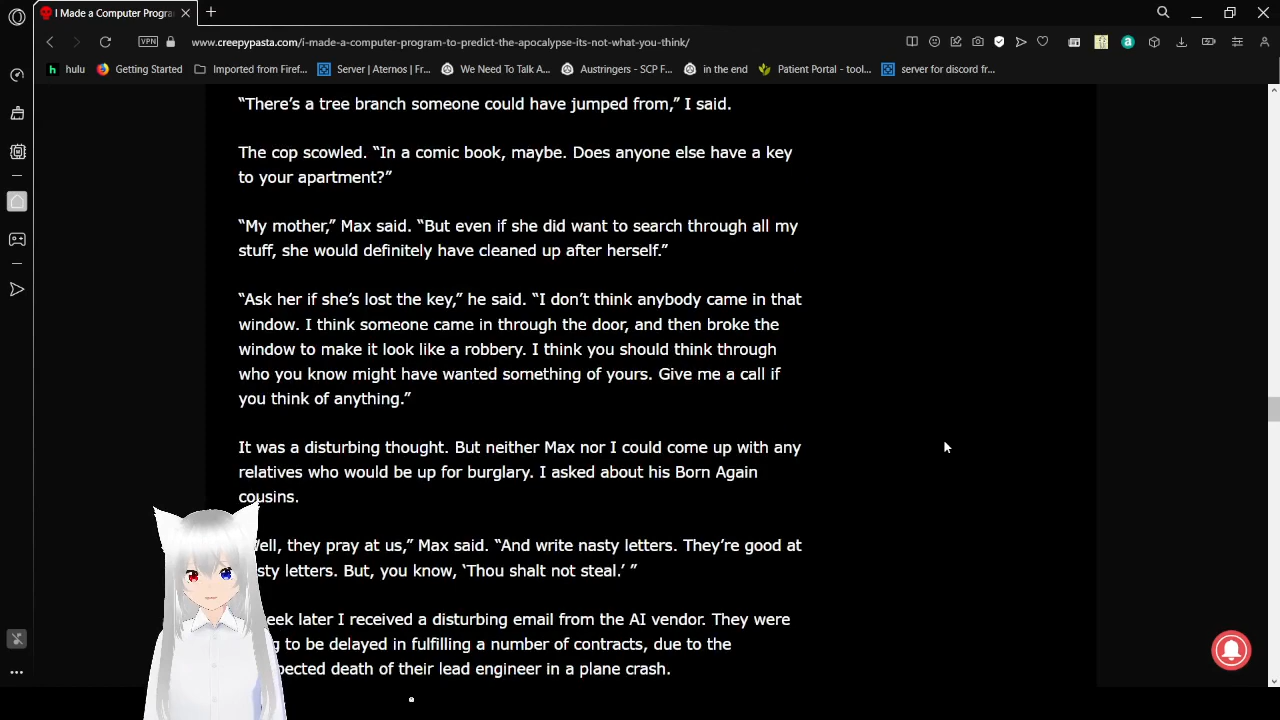 I Made a Computer Progra
VPN
www.creepypasta.com/i-made-a-computer-program-to-predict-the-apocalypse-its-not-what-you-think/
hulu
Getting Started
Imported from Firef...
Server | Aternos | Fr...
We Need To Talk A...
Austringers - SCP F...
in the end
Patient Portal - tool...
server for discord fr...
“There’s a tree branch someone could have jumped from,” I said.
The cop scowled. “In a comic book, maybe. Does anyone else have a key
to your apartment?”
“My mother,” Max said. “But even if she did want to search through all my
stuff, she would definitely have cleaned up after herself.”
“Ask her if she’s lost the key,” he said. “I don’t think anybody came in that
window. I think someone came in through the door, and then broke the
window to make it look like a robbery. I think you should think through
who you know might have wanted something of yours. Give me a call if
you think of anything.”
It was a disturbing thought. But neither Max nor I could come up with any
relatives who would be up for burglary. I asked about his Born Again
cousins.
they pray at us,” Max said. “And write nasty letters. They’re good at
letters. But, you know, ‘Thou shalt not steal.’ ”
later I received a disturbing email from the AI vendor. They were
to be delayed in fulfilling a number of contracts, due to the
death of their lead engineer in a plane crash.